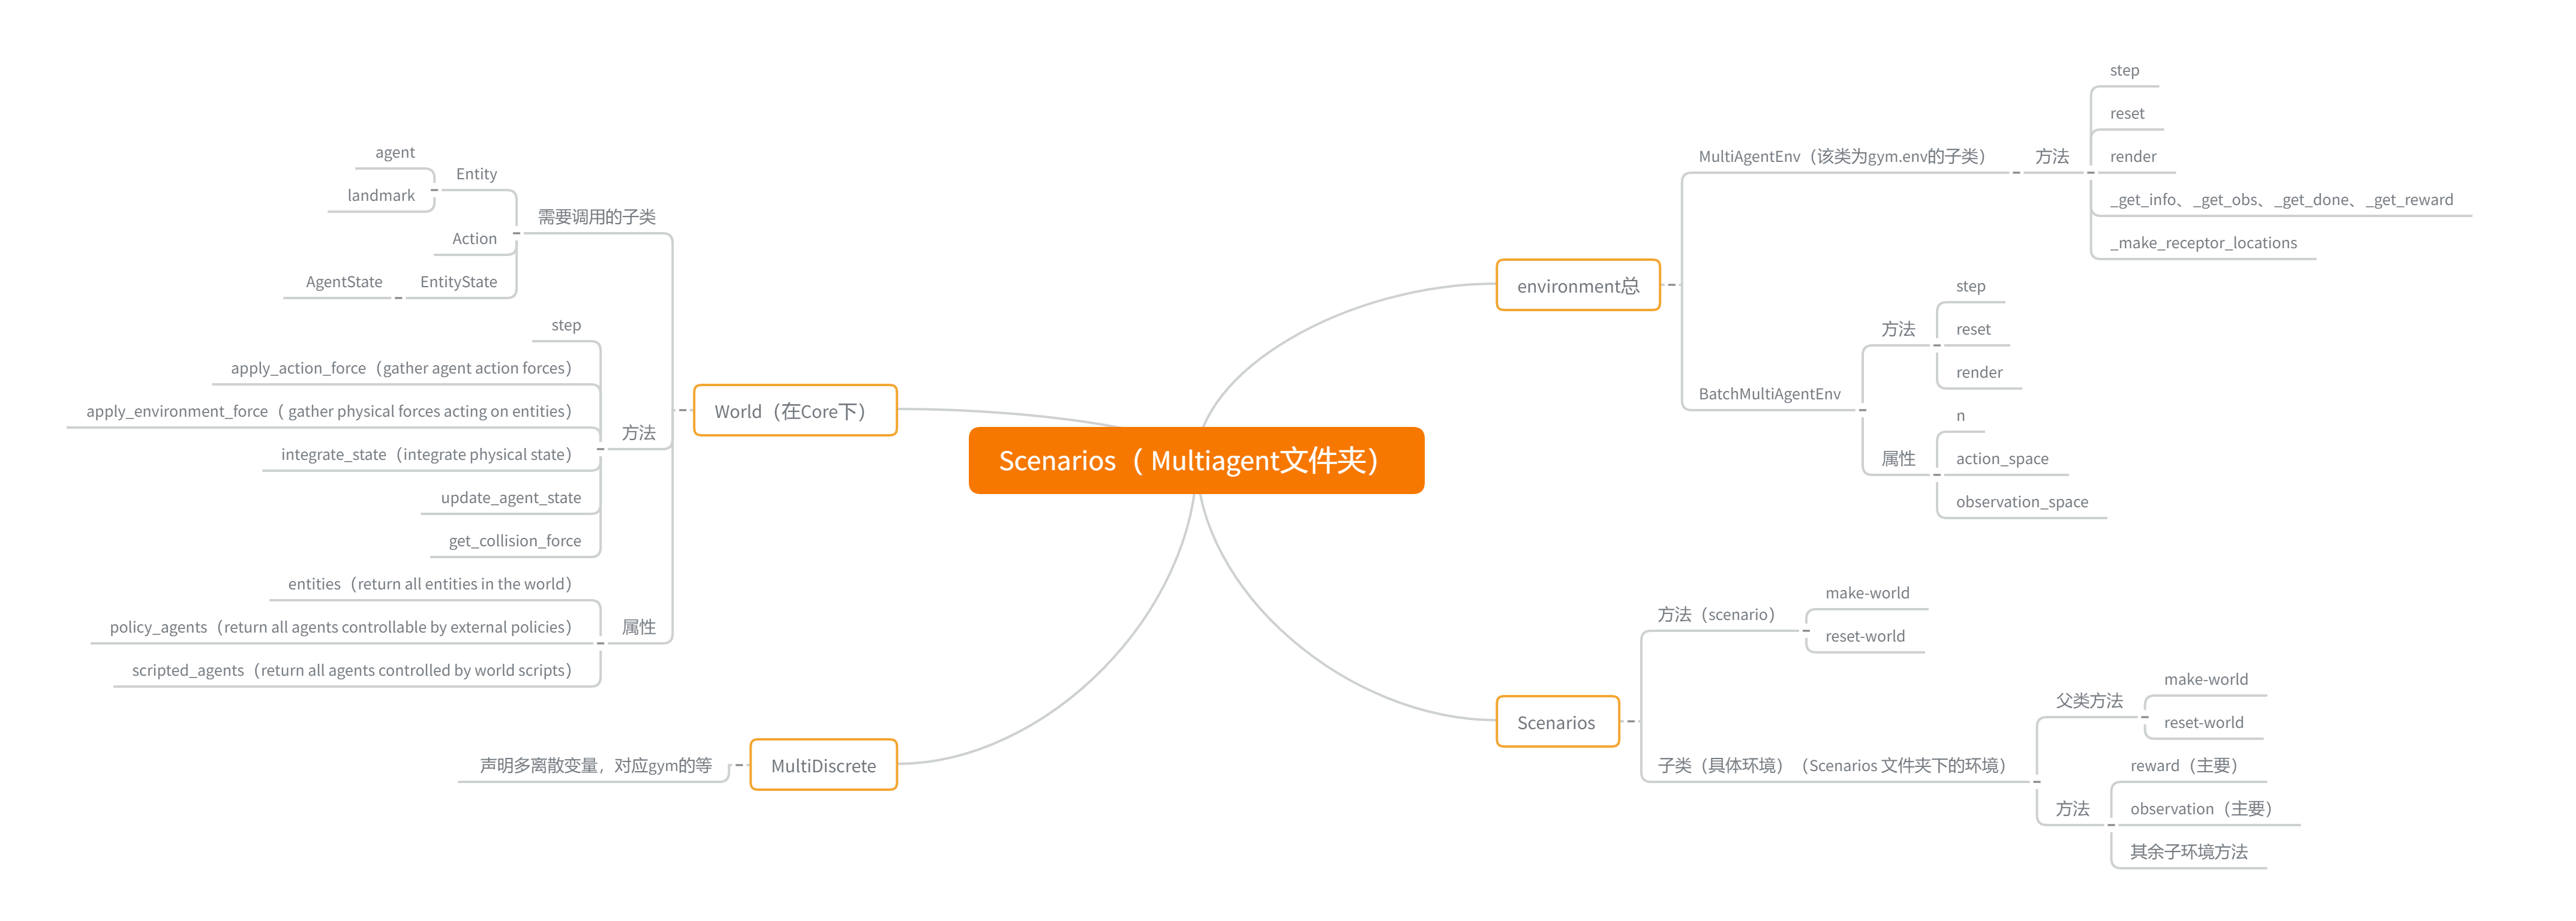 Scenarios（ Multiagent文件夹）
environment总
MultiAgentEnv（该类为gym.env的子类）
方法
step
reset
render
_get_info、_get_obs、_get_done、_get_reward
_make_receptor_locations
BatchMultiAgentEnv
方法
step
reset
render
属性
n
action_space
observation_space
Scenarios
方法（scenario）
make-world
reset-world
子类（具体环境）（Scenarios 文件夹下的环境）
父类方法
make-world
reset-world
方法
reward（主要）
observation（主要）
其余子环境方法
World（在Core下）
需要调用的子类
Entity
agent
landmark
Action
EntityState
AgentState
方法
step
apply_action_force（gather agent action forces）
apply_environment_force（ gather physical forces acting on entities）
integrate_state（integrate physical state）
update_agent_state
get_collision_force
属性
entities（return all entities in the world）
policy_agents（return all agents controllable by external policies）
scripted_agents（return all agents controlled by world scripts）
MultiDiscrete
声明多离散变量，对应gym的等